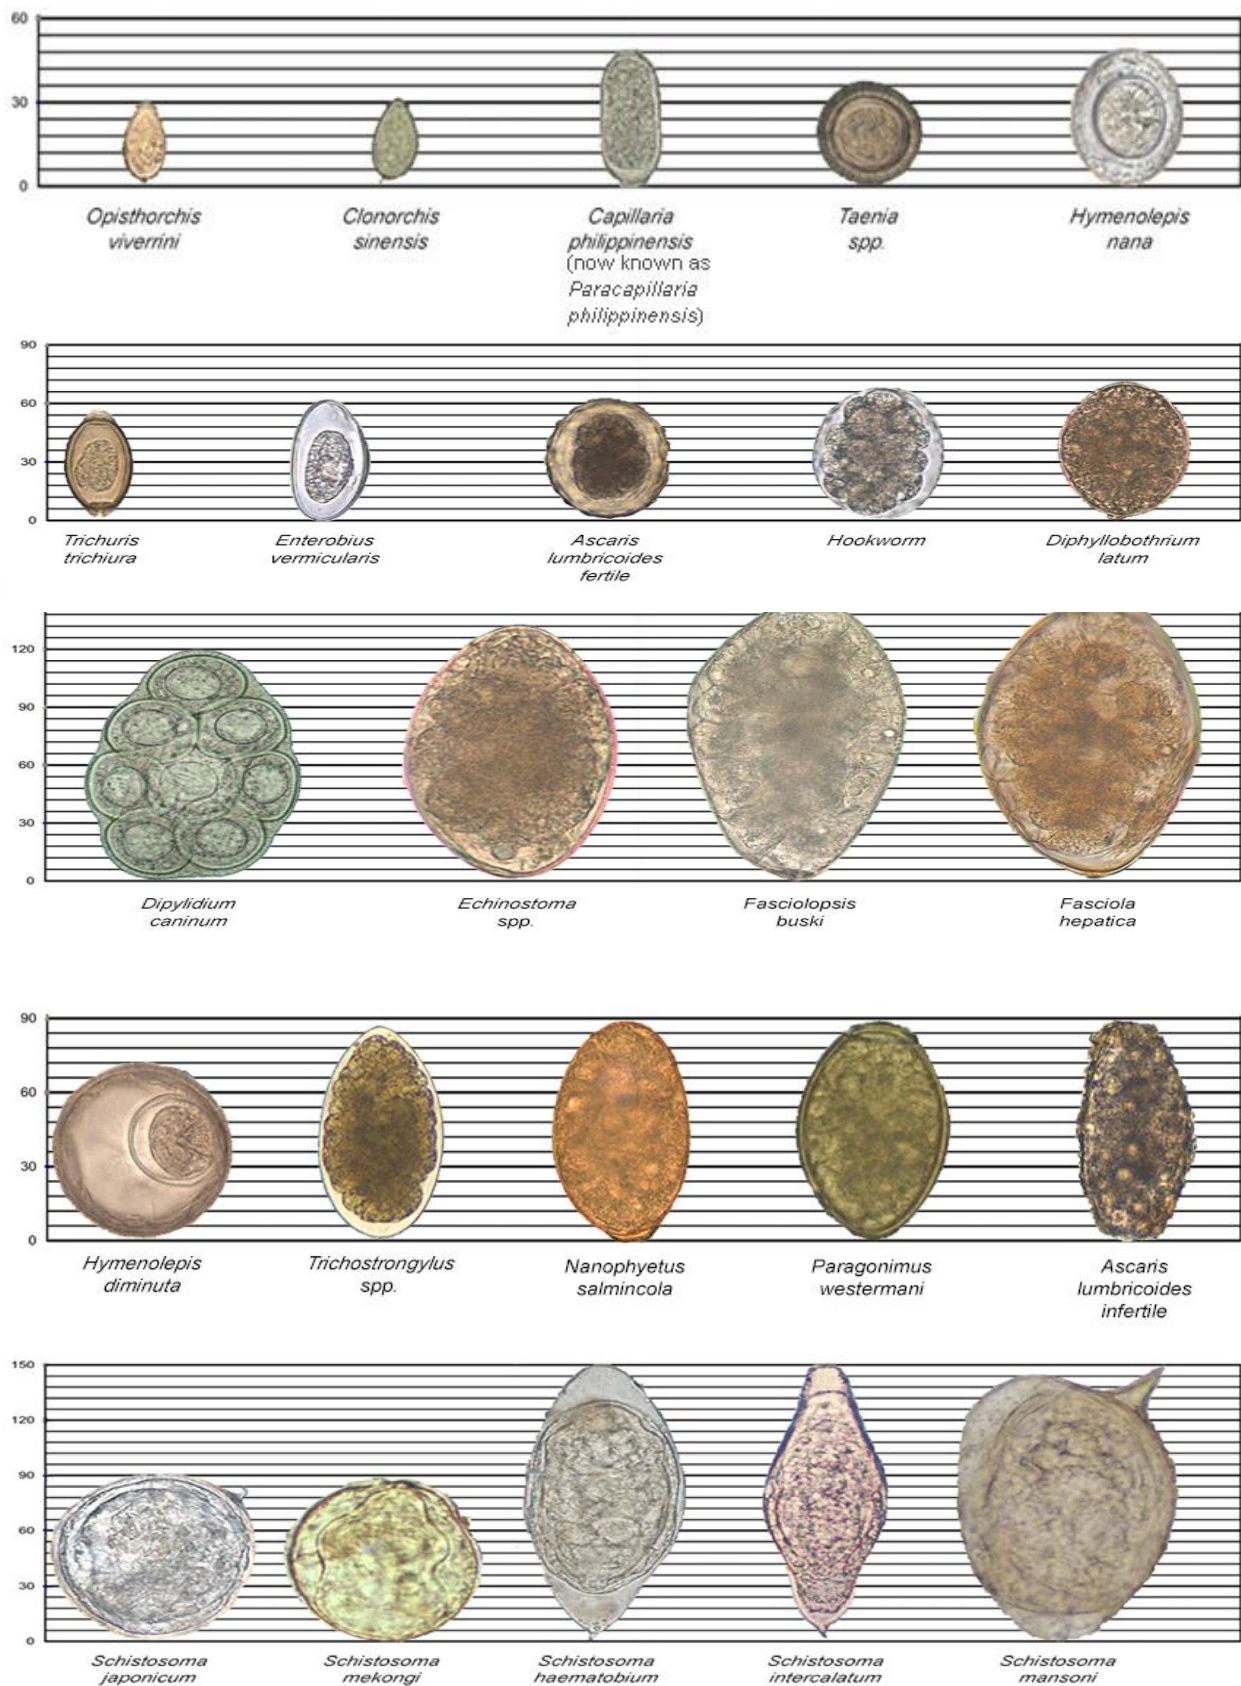 60
30
0
Opisthorchis
viverrini
Clonorchis
sinensis
Capillaria
philippinensis
(now known as
Paracapillaria
philippinensis)
Taenia
spp.
Hymenolepis
nana
90
60
30
0
Trichuris
trichiura
Enterobius
vermicularis
Ascaris
lumbricoides
fertile
Hookworm
Diphyllobothrium
latum
120
90
60
30
0
Dipylidium
caninum
Echinostoma
spp.
Fasciolopsis
buski
Fasciola
hepatica
90
60
30
0
Hymenolepis
diminuta
Trichostrongylus
spp.
Nanophyetus
salmincola
Paragonimus
westermani
Ascaris
lumbricoides
infertile
150
120
90
60
30
0
Schistosoma
japonicum
Schistosoma
mekongi
Schistosoma
haematobium
Schistosoma
intercalatum
Schistosoma
mansoni